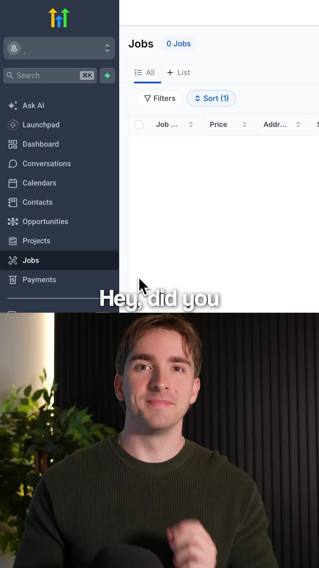 Jobs
0 Jobs
Search
⌘K
All
+ List
Filters
Sort (1)
Job ...
Price
Addr...
Ask AI
Launchpad
Dashboard
Conversations
Calendars
Contacts
Opportunities
Projects
Jobs
Payments
Hey, did you